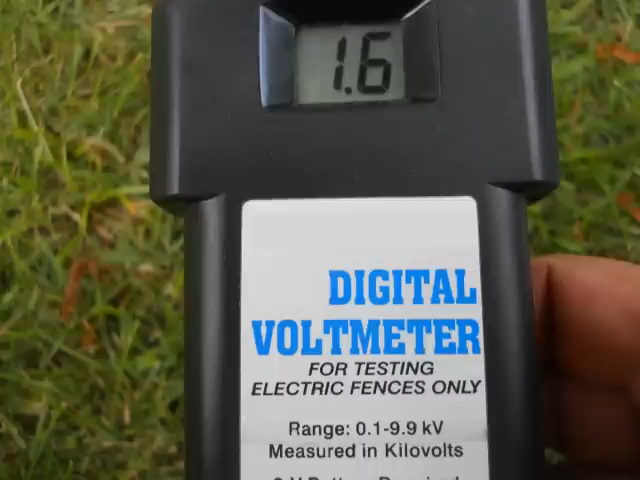 1.6
DIGITAL
VOLTMETER
FOR TESTING
ELECTRIC FENCES ONLY
Range: 0.1-9.9 kV
Measured in Kilovolts